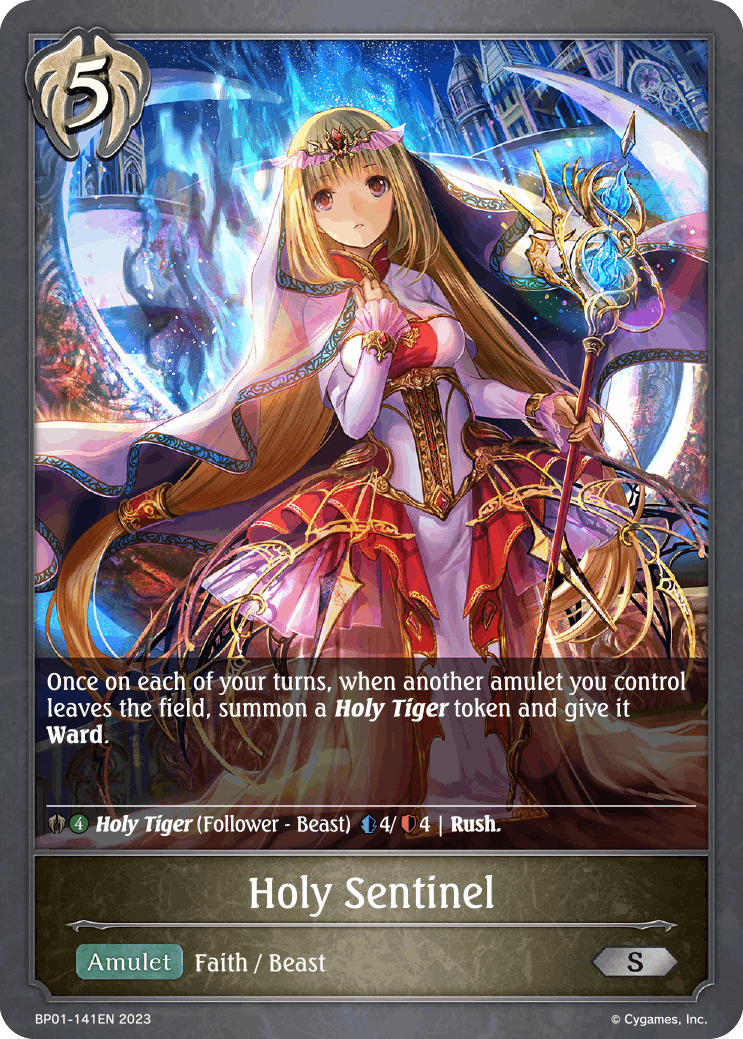 5
Once on each of your turns, when another amulet you control
leaves the field, summon a Holy Tiger token and give it
Ward.
4 Holy Tiger (Follower - Beast) 4/ 4 | Rush.
Holy Sentinel
Amulet Faith / Beast S
BP01-141EN 2023 © Cygames, Inc.